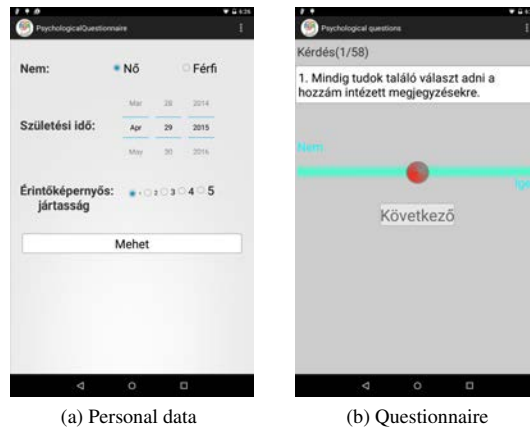 PsychologicalQuestionnaire
Nem: Nő Férfi
Mar 28 2014
Születési idő: Apr 29 2015
May 30 2016
Érintőképernyős: 1 2 3 4 5
jártasság
Mehet
(a) Personal data
Psychological questions
Kérdés(1/58)
1. Mindig tudok találó választ adni a
hozzám intézett megjegyzésekre.
Nem
Következő
(b) Questionnaire